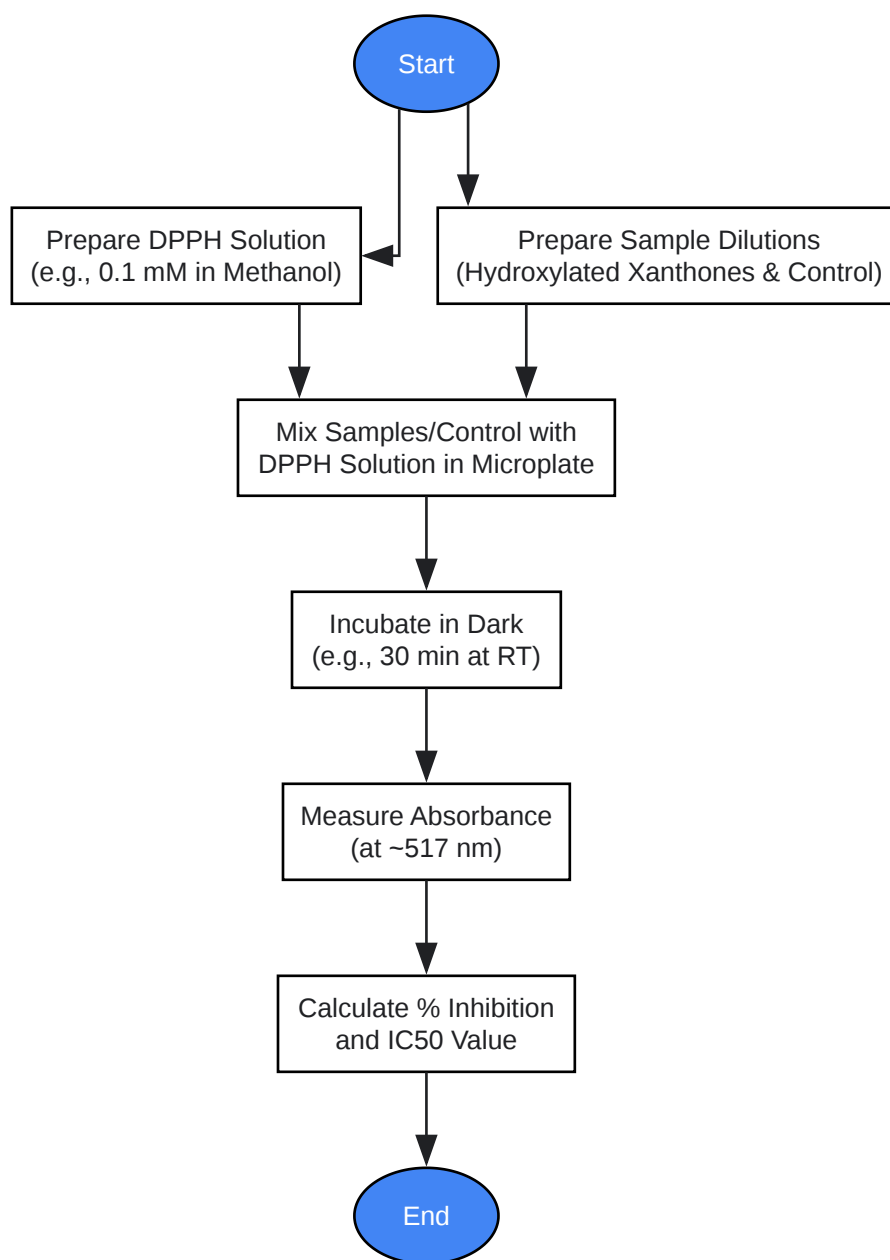 Start
Prepare DPPH Solution
(e.g., 0.1 mM in Methanol)
Prepare Sample Dilutions
(Hydroxylated Xanthones & Control)
Mix Samples/Control with
DPPH Solution in Microplate
Incubate in Dark
(e.g., 30 min at RT)
Measure Absorbance
(at ~517 nm)
Calculate % Inhibition
and IC50 Value
End